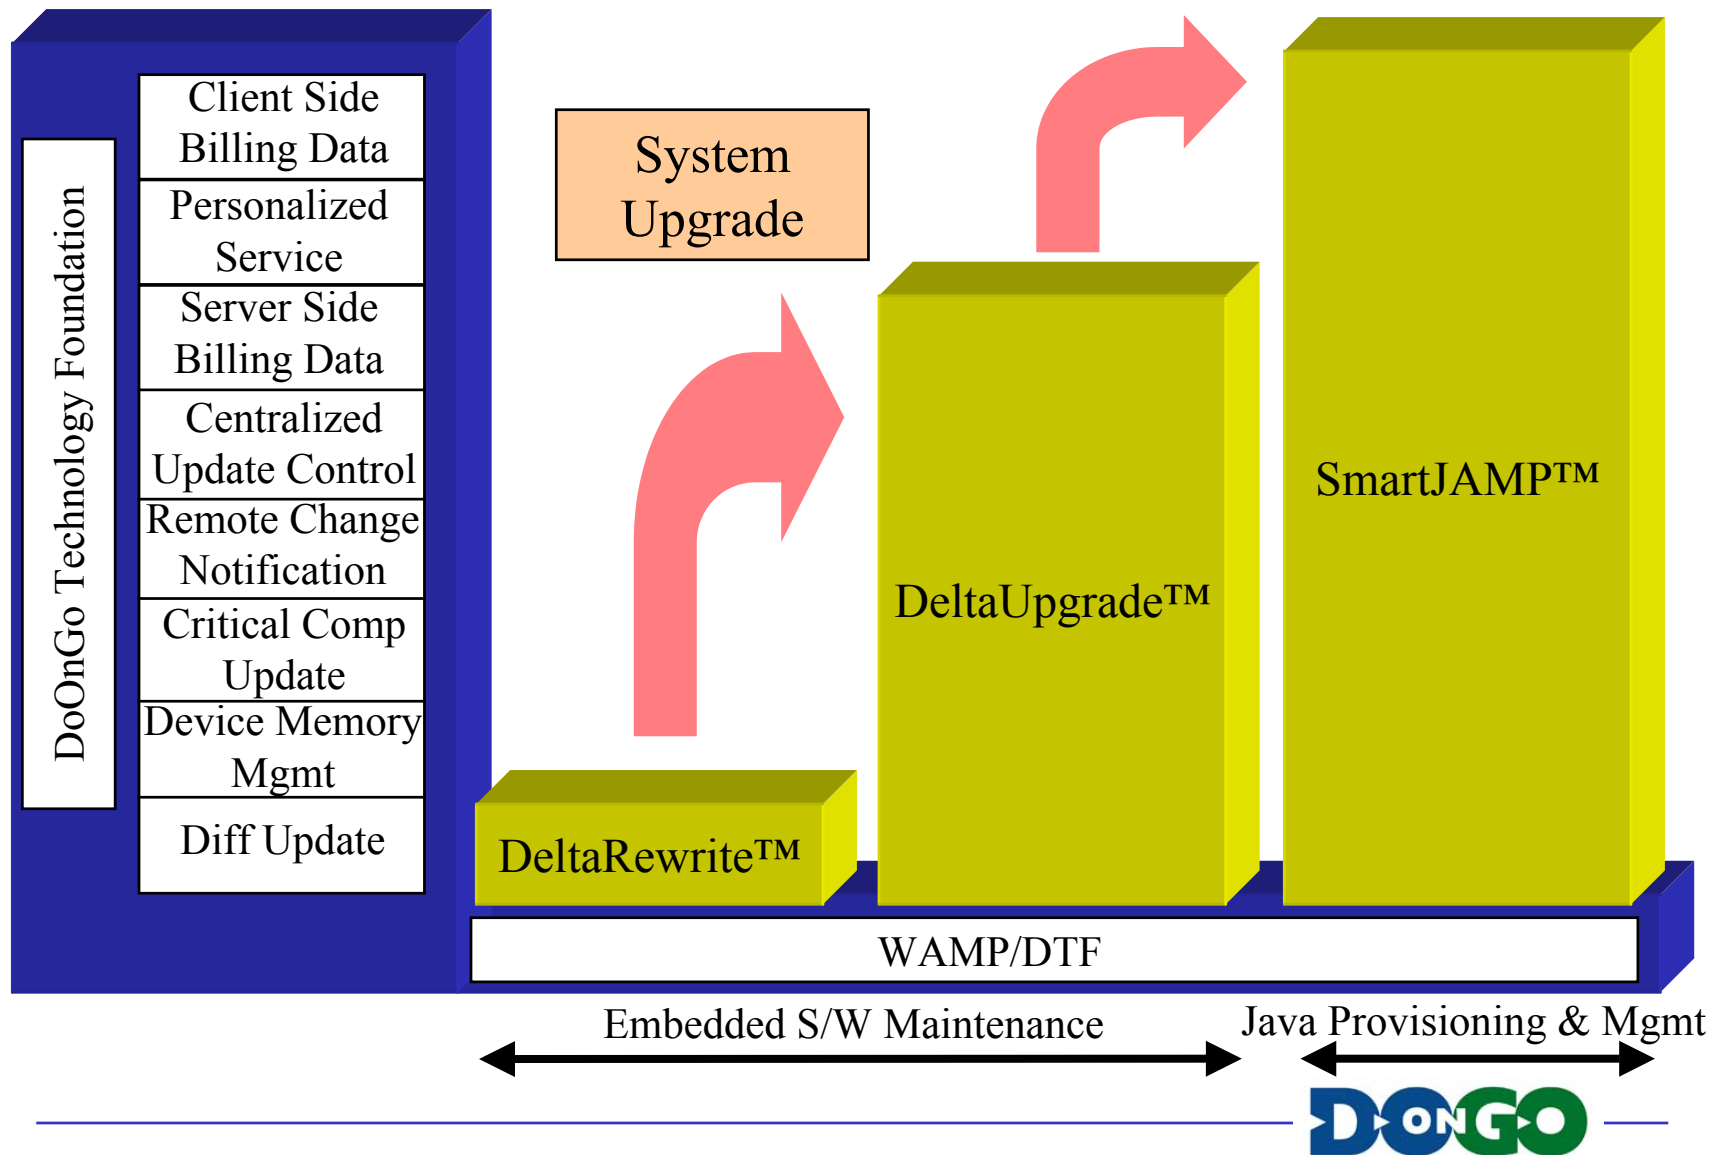 DoOnGo Technology Foundation
Client Side
Billing Data
Personalized
Service
Server Side
Billing Data
Centralized
Update Control
Remote Change
Notification
Critical Comp
Update
Device Memory
Mgmt
Diff Update
System
Upgrade
DeltaRewrite™
DeltaUpgrade™
SmartJAMP™
WAMP/DTF
Embedded S/W Maintenance
Java Provisioning & Mgmt
DOONGO